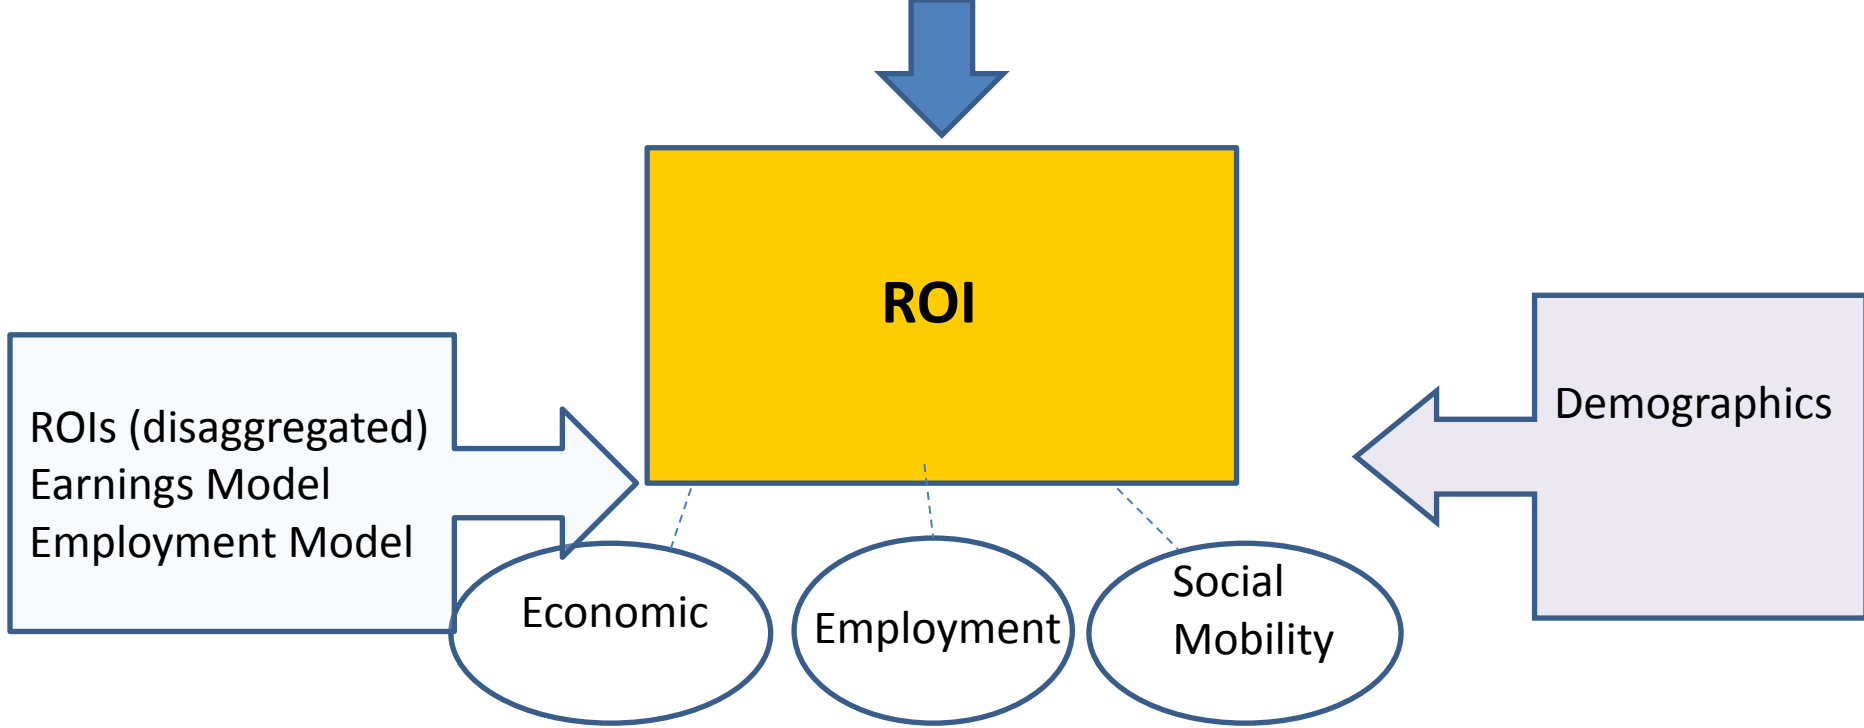 ROI
ROIs (disaggregated)
Earnings Model
Employment Model
Demographics
Economic
Employment
Social
Mobility